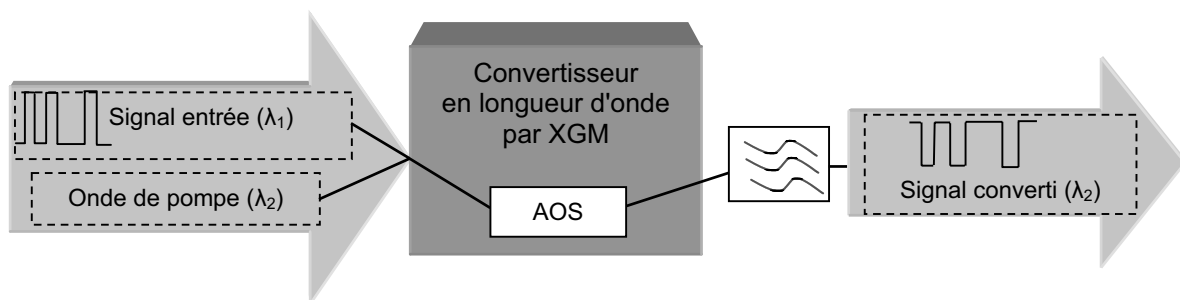 Signal entrée (λ₁)
Onde de pompe (λ₂)
Convertisseur
en longueur d'onde
par XGM
AOS
Signal converti (λ₂)